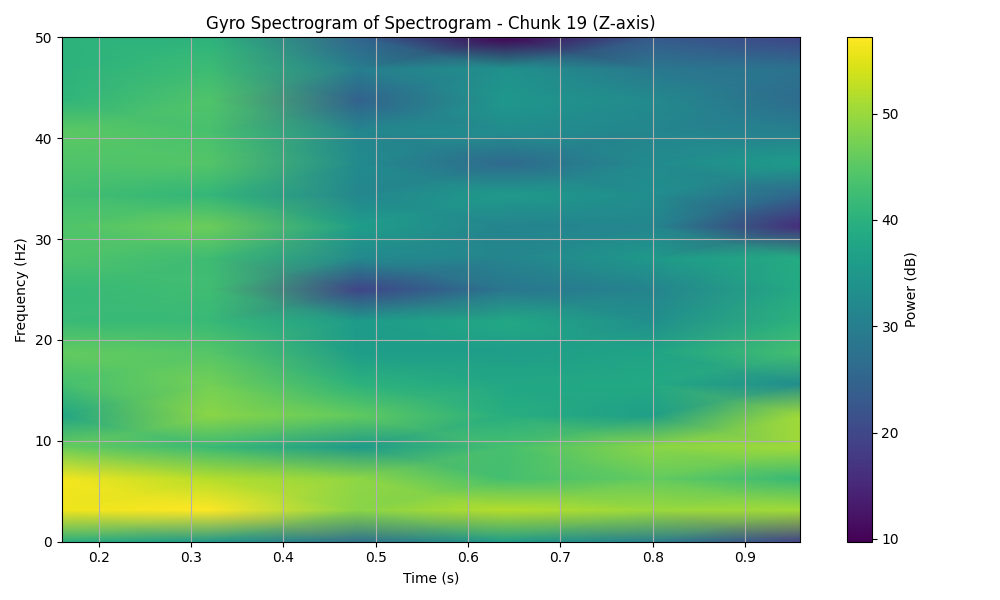 Gyro Spectrogram of Spectrogram - Chunk 19 (Z-axis)
50
40
30
20
10
0
Frequency (Hz)
0.2 0.3 0.4 0.5 0.6 0.7 0.8 0.9
Time (s)
50
40
30
20
10
Power (dB)